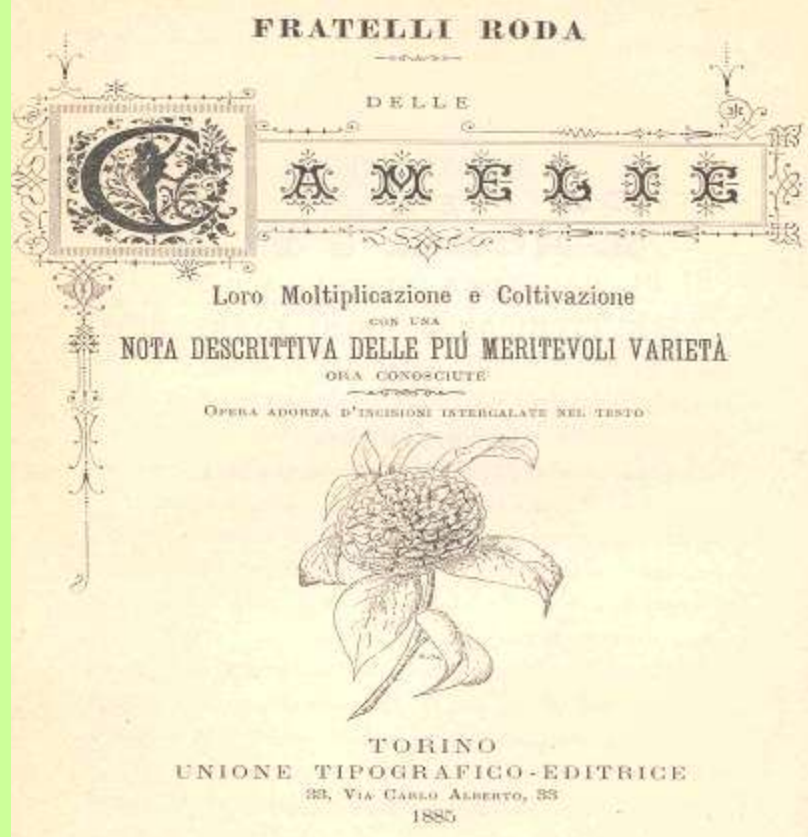 FRATELLI RODA
DELLE
CAMELIE
Loro Moltiplicazione e Coltivazione
CON UNA
NOTA DESCRITTIVA DELLE PIÚ MERITEVOLI VARIETÀ
ORA CONOSCIUTE
OPERA ADORNA D'INCISIONI INTERCALATE NEL TESTO
TORINO
UNIONE TIPOGRAFICO-EDITRICE
33, VIA CARLO ALBERTO, 33
1885